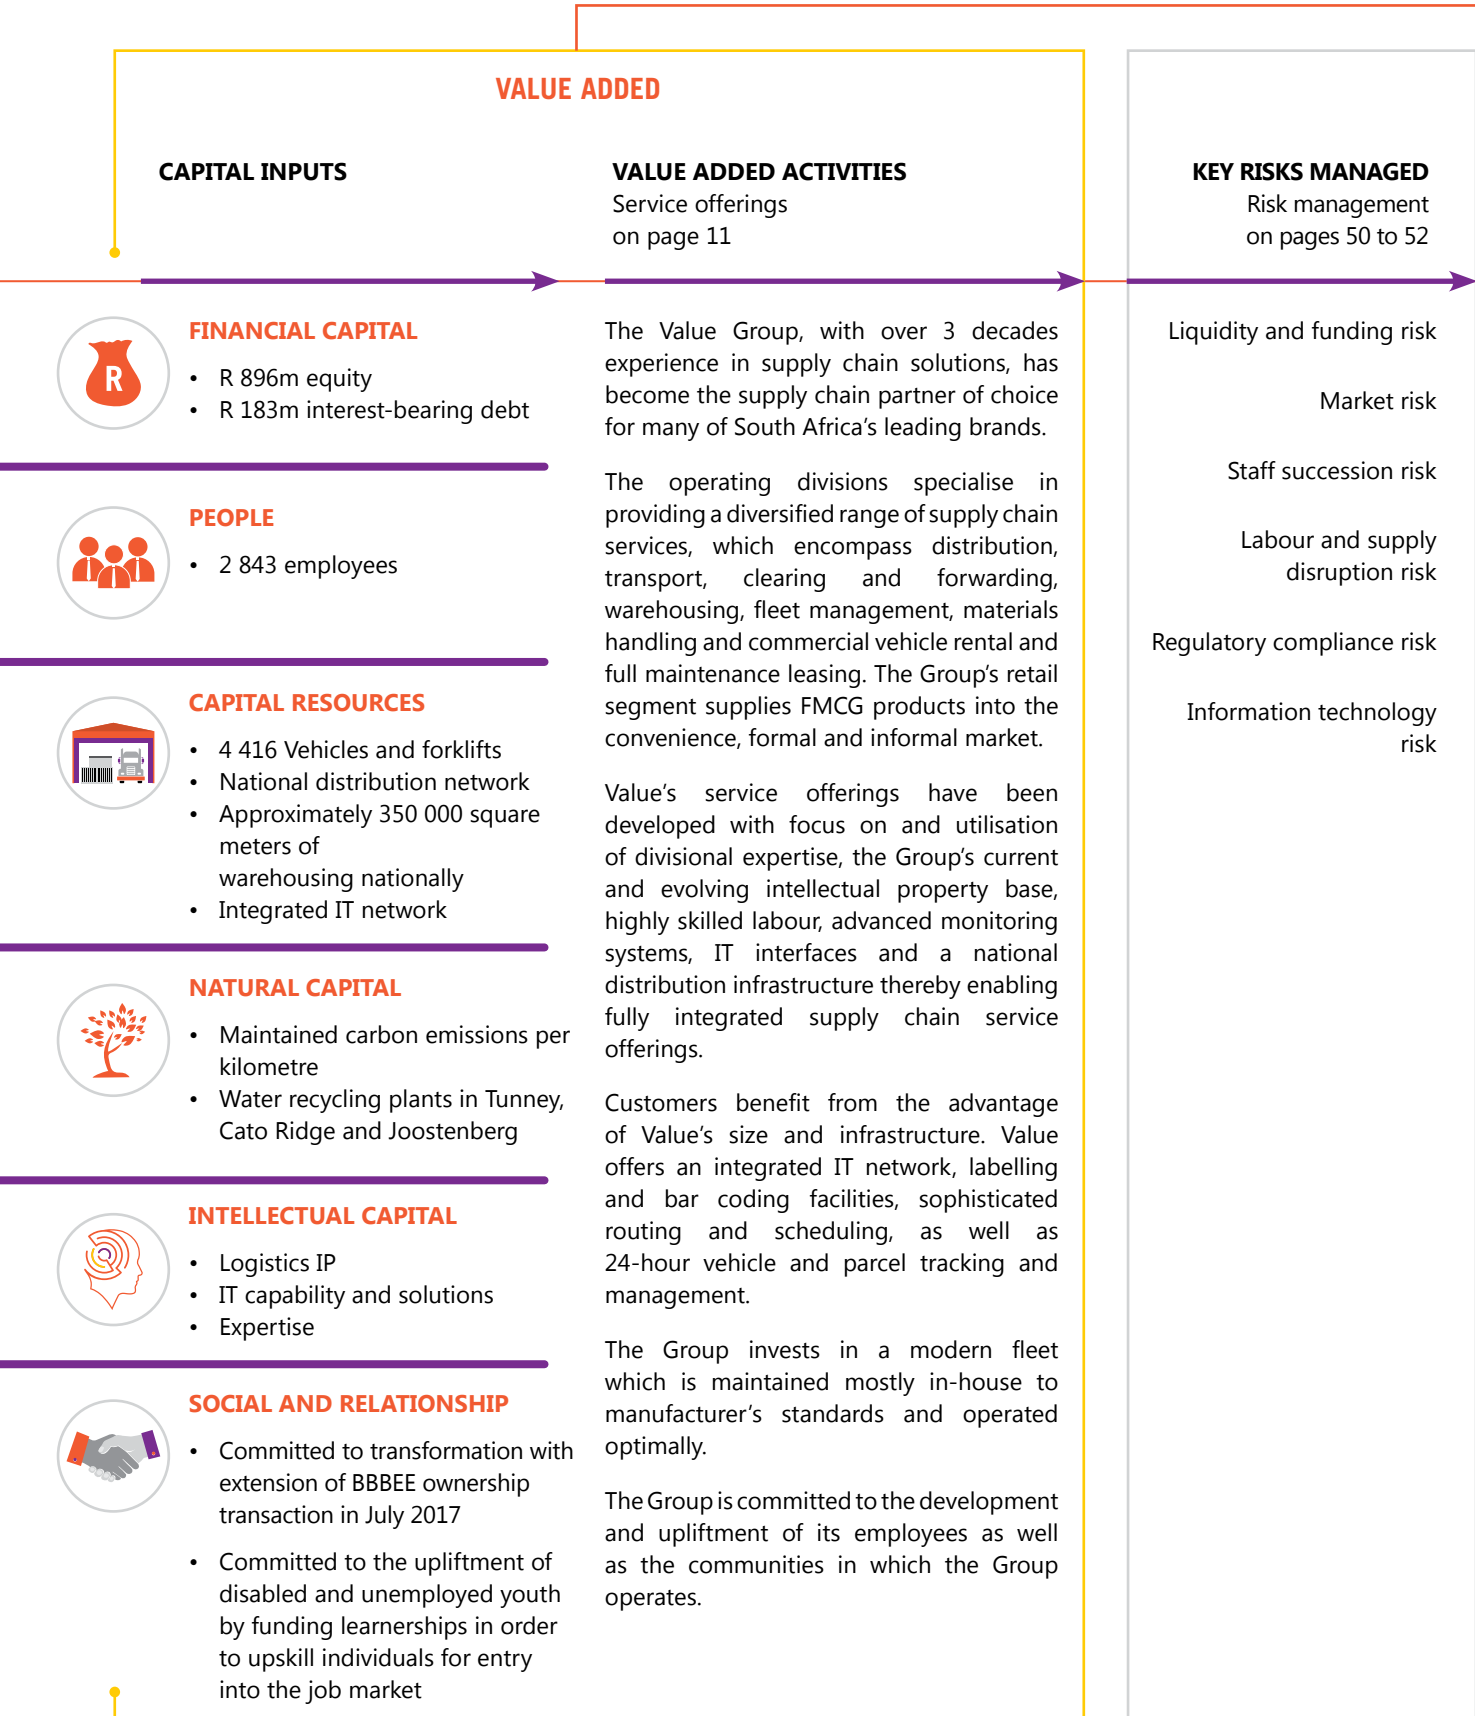 VALUE ADDED
CAPITAL INPUTS
FINANCIAL CAPITAL
R
• R 896m equity
• R 183m interest-bearing debt
PEOPLE
• 2 843 employees
CAPITAL RESOURCES
• 4 416 Vehicles and forklifts
• National distribution network
• Approximately 350 000 square
meters of
warehousing nationally
• Integrated IT network
NATURAL CAPITAL
• Maintained carbon emissions per
kilometre
• Water recycling plants in Tunney,
Cato Ridge and Joostenberg
INTELLECTUAL CAPITAL
• Logistics IP
• IT capability and solutions
• Expertise
SOCIAL AND RELATIONSHIP
• Committed to transformation with
extension of BBBEE ownership
transaction in July 2017
• Committed to the upliftment of
disabled and unemployed youth
by funding learnerships in order
to upskill individuals for entry
into the job market
VALUE ADDED ACTIVITIES
Service offerings
on page 11
The Value Group, with over 3 decades
experience in supply chain solutions, has
become the supply chain partner of choice
for many of South Africa's leading brands.
The operating divisions specialise in
providing a diversified range of supply chain
services, which encompass distribution,
transport, clearing and forwarding,
warehousing, fleet management, materials
handling and commercial vehicle rental and
full maintenance leasing. The Group's retail
segment supplies FMCG products into the
convenience, formal and informal market.
Value's service offerings have been
developed with focus on and utilisation
of divisional expertise, the Group's current
and evolving intellectual property base,
highly skilled labour, advanced monitoring
systems, IT interfaces and a national
distribution infrastructure thereby enabling
fully integrated supply chain service
offerings.
Customers benefit from the advantage
of Value's size and infrastructure. Value
offers an integrated IT network, labelling
and bar coding facilities, sophisticated
routing and scheduling, as well as
24-hour vehicle and parcel tracking and
management.
The Group invests in a modern fleet
which is maintained mostly in-house to
manufacturer's standards and operated
optimally.
The Group is committed to the development
and upliftment of its employees as well
as the communities in which the Group
operates.
KEY RISKS MANAGED
Risk management
on pages 50 to 52
Liquidity and funding risk
Market risk
Staff succession risk
Labour and supply
disruption risk
Regulatory compliance risk
Information technology
risk